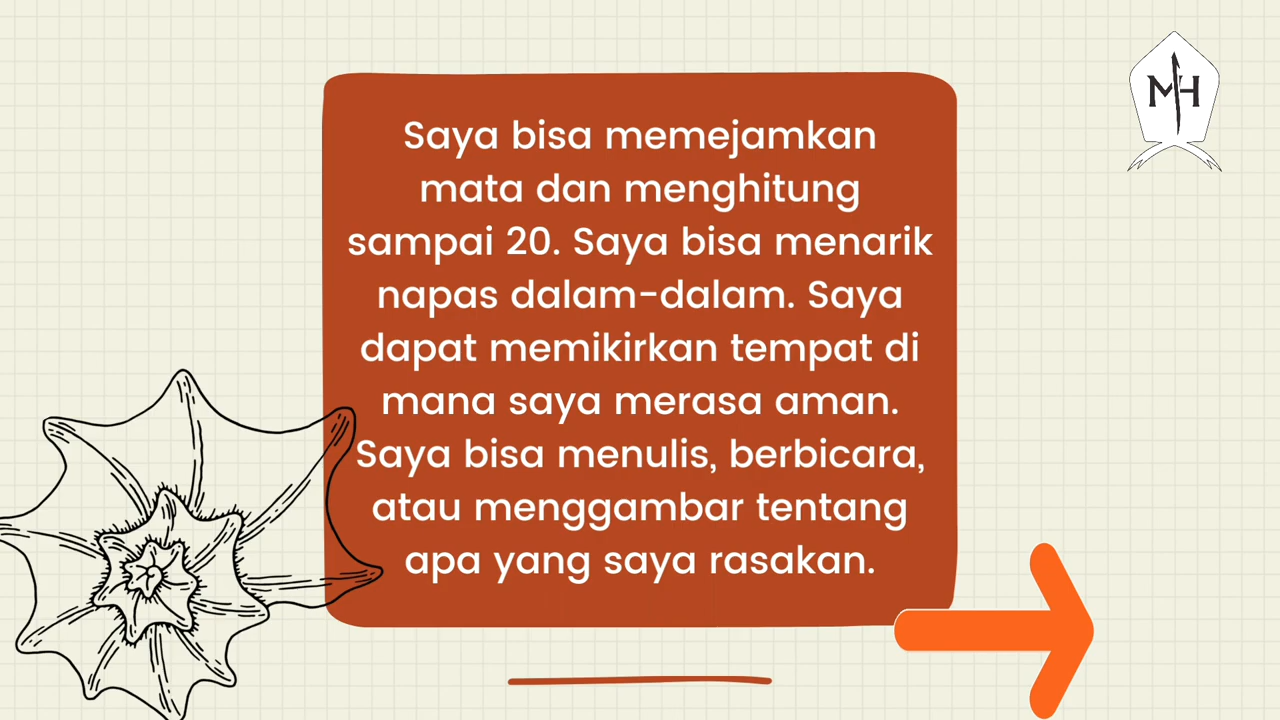 MH
Saya bisa memejamkan
mata dan menghitung
sampai 20. Saya bisa menarik
napas dalam-dalam. Saya
dapat memikirkan tempat di
mana saya merasa aman.
Saya bisa menulis, berbicara,
atau menggambar tentang
apa yang saya rasakan.